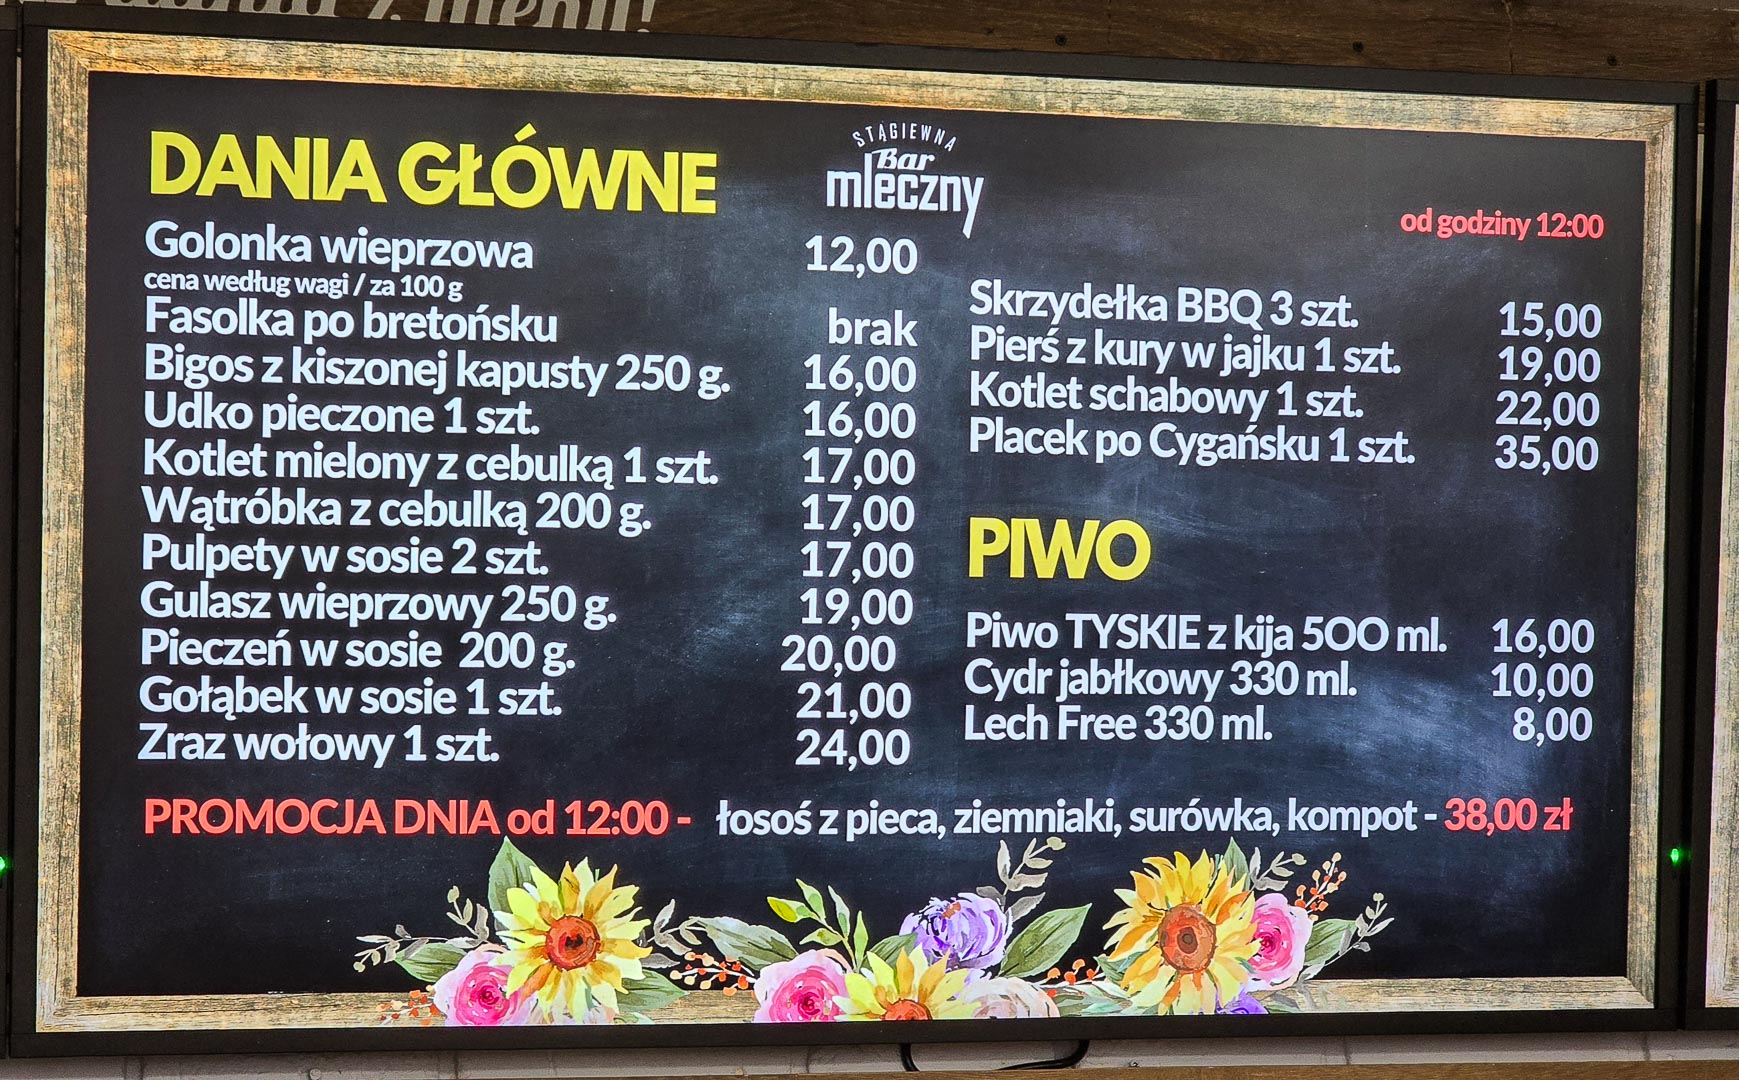 z menu!
STĄGIEWNA
Bar
mleczny
DANIA GŁÓWNE
Golonka wieprzowa 12,00
cena według wagi / za 100 g
Fasolka po bretońsku brak
Bigos z kiszonej kapusty 250 g. 16,00
Udko pieczone 1 szt. 16,00
Kotlet mielony z cebulką 1 szt. 17,00
Wątróbka z cebulką 200 g. 17,00
Pulpety w sosie 2 szt. 17,00
Gulasz wieprzowy 250 g. 19,00
Pieczeń w sosie 200 g. 20,00
Gołąbek w sosie 1 szt. 21,00
Zraz wołowy 1 szt. 24,00
od godziny 12:00
Skrzydełka BBQ 3 szt. 15,00
Pierś z kury w jajku 1 szt. 19,00
Kotlet schabowy 1 szt. 22,00
Placek po Cygańsku 1 szt. 35,00
PIWO
Piwo TYSKIE z kija 5OO ml. 16,00
Cydr jabłkowy 330 ml. 10,00
Lech Free 330 ml. 8,00
PROMOCJA DNIA od 12:00 - łosoś z pieca, ziemniaki, surówka, kompot - 38,00 zł